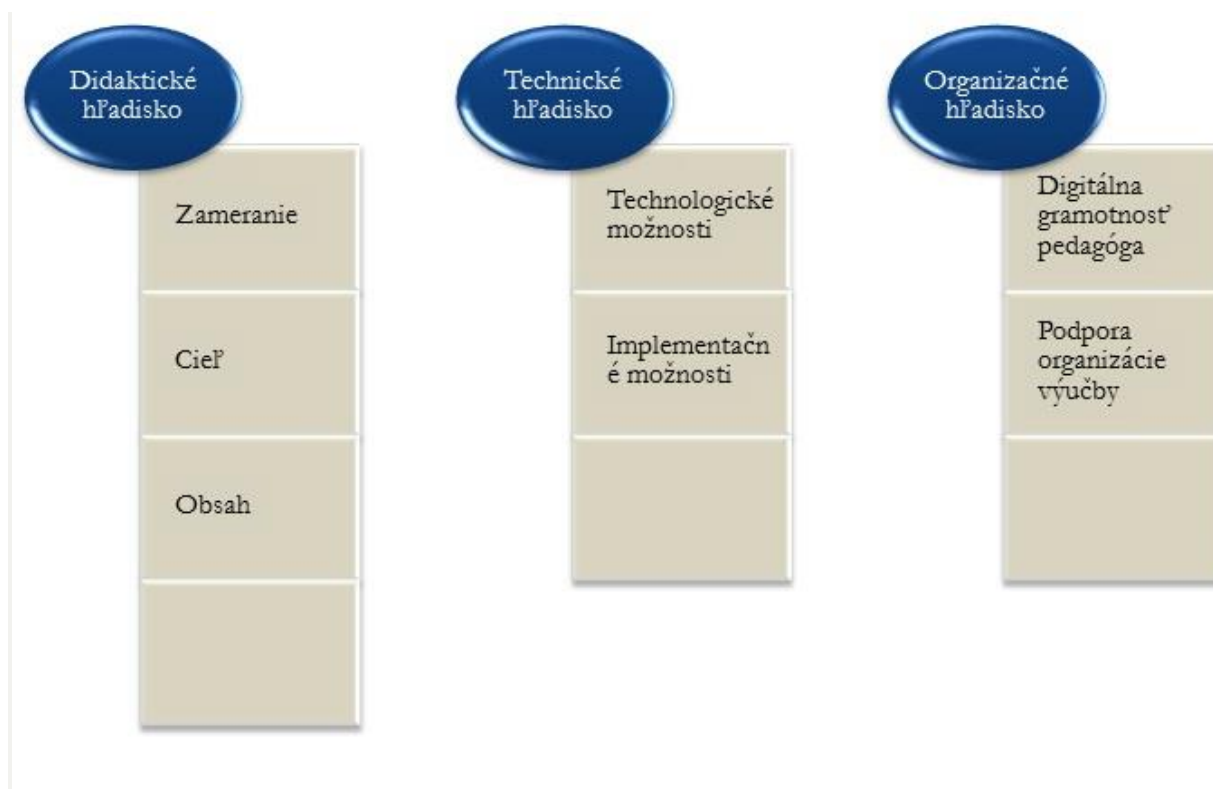 Didaktické
hľadisko
Zameranie
Cieľ
Obsah
Technické
hľadisko
Technologické
možnosti
Implementačn
é možnosti
Organizačné
hľadisko
Digitálna
gramotnosť
pedagóga
Podpora
organizácie
výučby